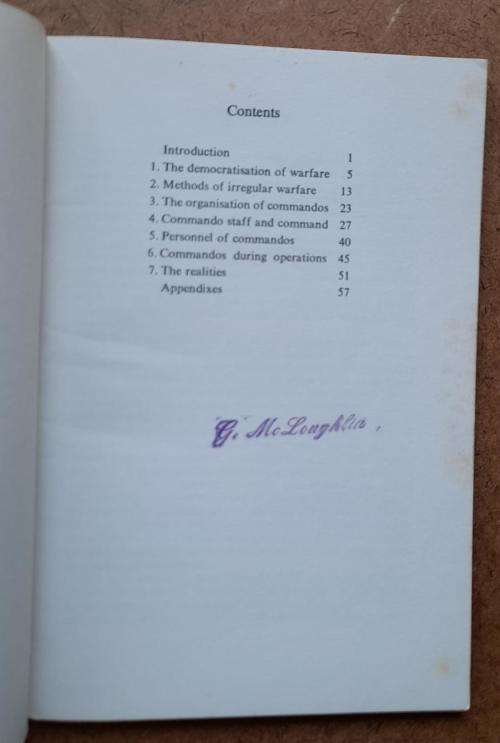 Contents
Introduction 1
1. The democratisation of warfare 5
2. Methods of irregular warfare 13
3. The organisation of commandos 23
4. Commando staff and command 27
5. Personnel of commandos 40
6. Commandos during operations 45
7. The realities 51
Appendixes 57
G. McLoughlin.